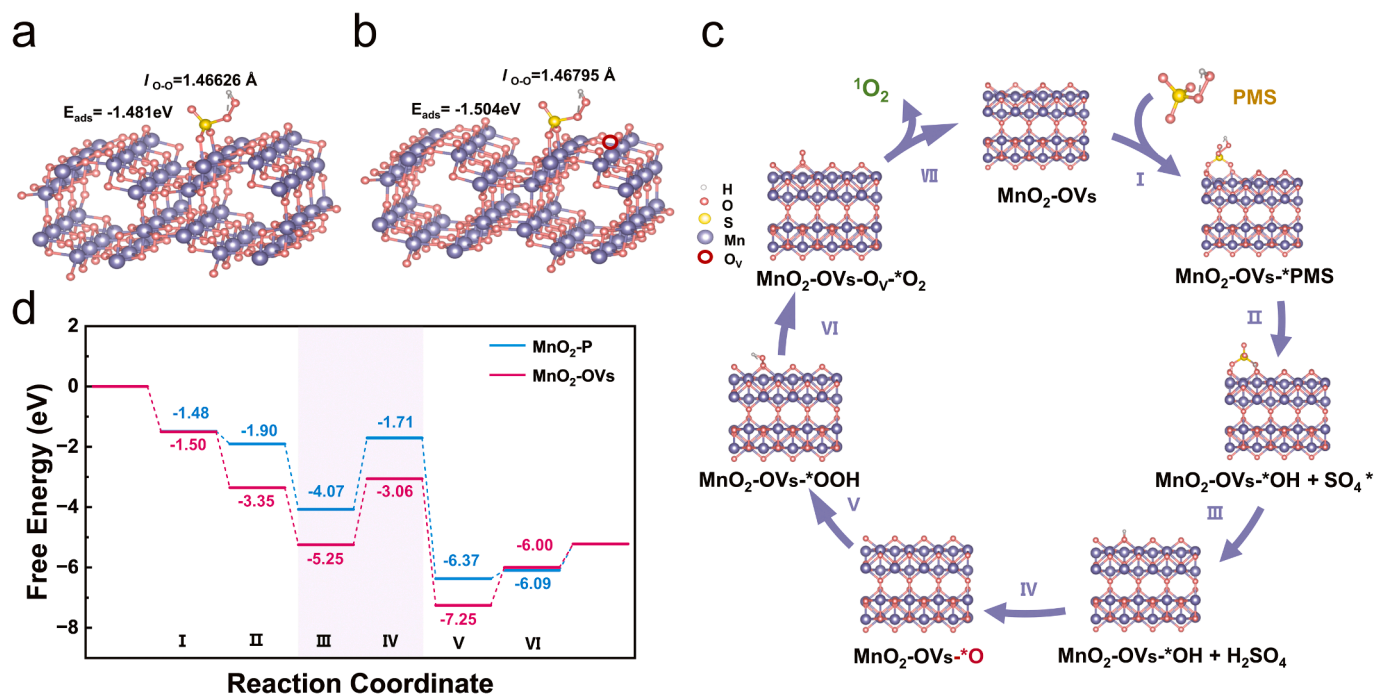 a
l O-O=1.46626 Å
Eads= -1.481eV
b
l O-O=1.46795 Å
Eads= -1.504eV
c
¹O₂
PMS
MnO₂-OVs
I
VII
H
O
S
Mn
Oᵥ
MnO₂-OVs-Oᵥ-*O₂
MnO₂-OVs-*PMS
II
VI
MnO₂-OVs-*OOH
MnO₂-OVs-*OH + SO₄*
III
V
IV
MnO₂-OVs-*O
MnO₂-OVs-*OH + H₂SO₄
d
Free Energy (eV)
2
0
−2
−4
−6
−8
MnO₂-P
MnO₂-OVs
-1.48
-1.50
-1.90
-3.35
-4.07
-5.25
-1.71
-3.06
-6.37
-7.25
-6.00
-6.09
I II III IV V VI
Reaction Coordinate